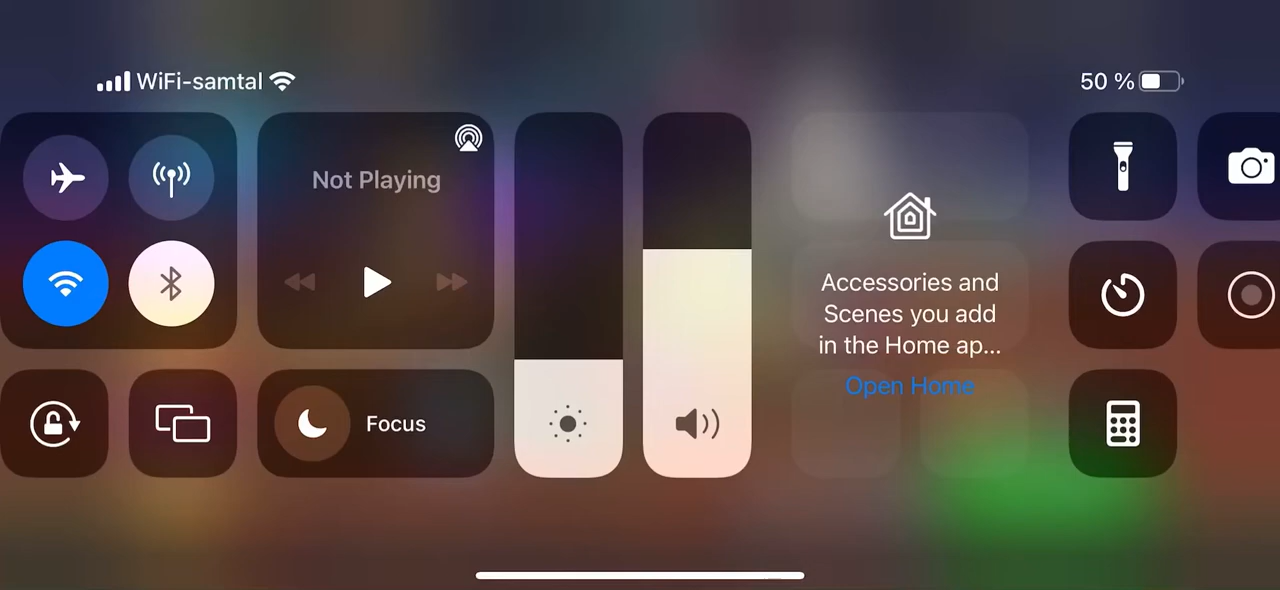 WiFi-samtal
50 %
Not Playing
Accessories and
Scenes you add
in the Home ap...
Open Home
Focus